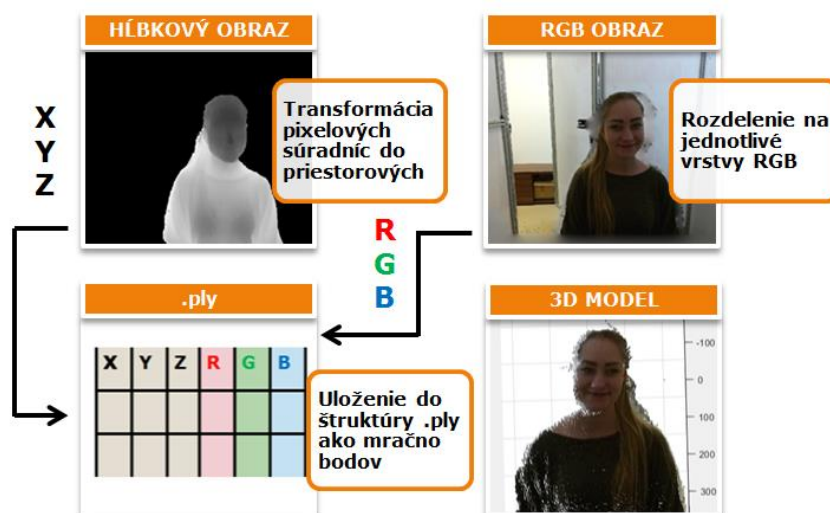 HĹBKOVÝ OBRAZ
RGB OBRAZ
X
Y
Z
Transformácia
pixelových
súradníc do
priestorových
Rozdelenie na
jednotlivé
vrstvy RGB
R
G
B
.ply
X Y Z R G B
Uloženie do
štruktúry .ply
ako mračno
bodov
3D MODEL
-100
0
100
200
300